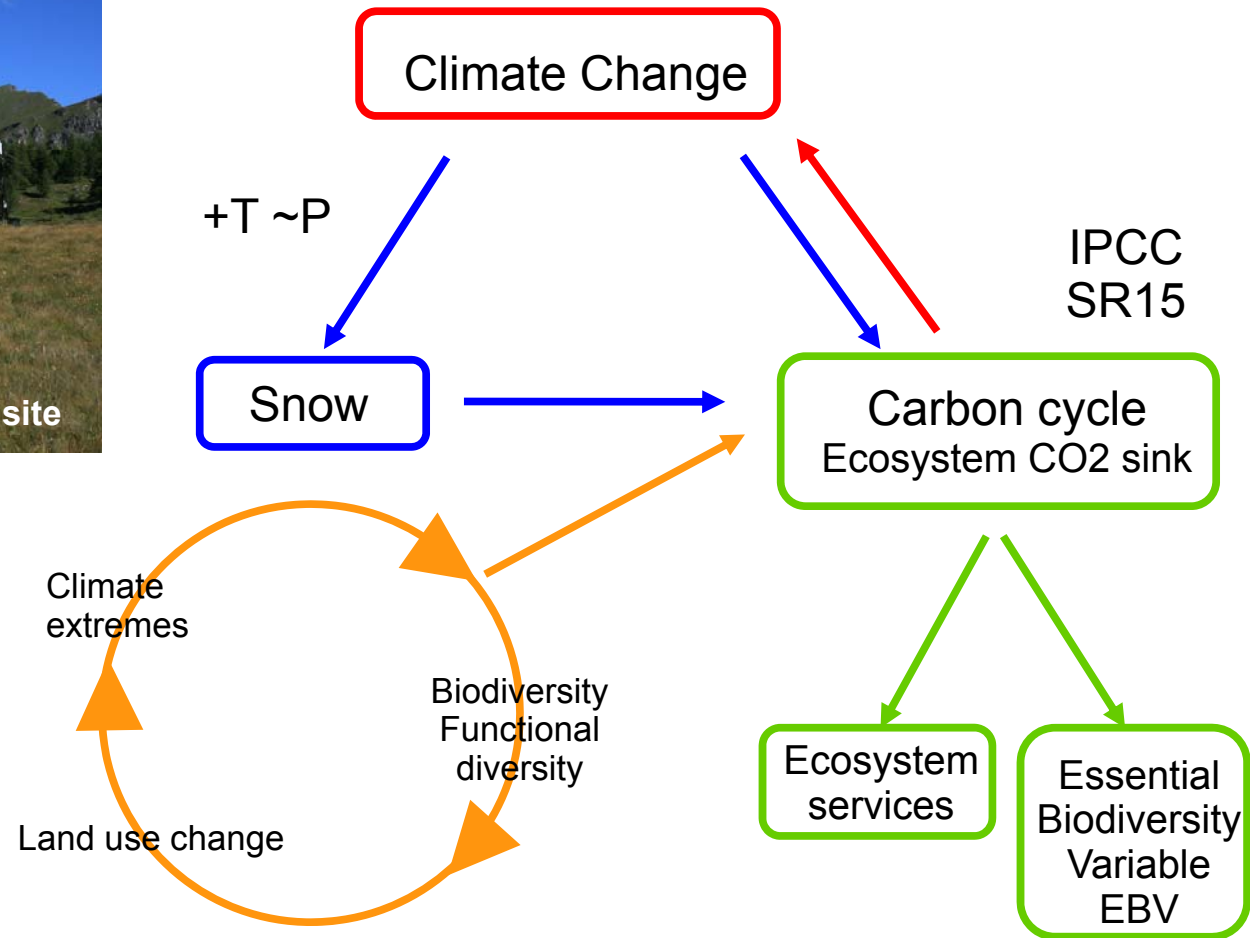 Climate Change
+T ~P
IPCC
SR15
site
Snow
Carbon cycle
Ecosystem CO2 sink
Climate
extremes
Biodiversity
Functional
diversity
Land use change
Ecosystem
services
Essential
Biodiversity
Variable
EBV